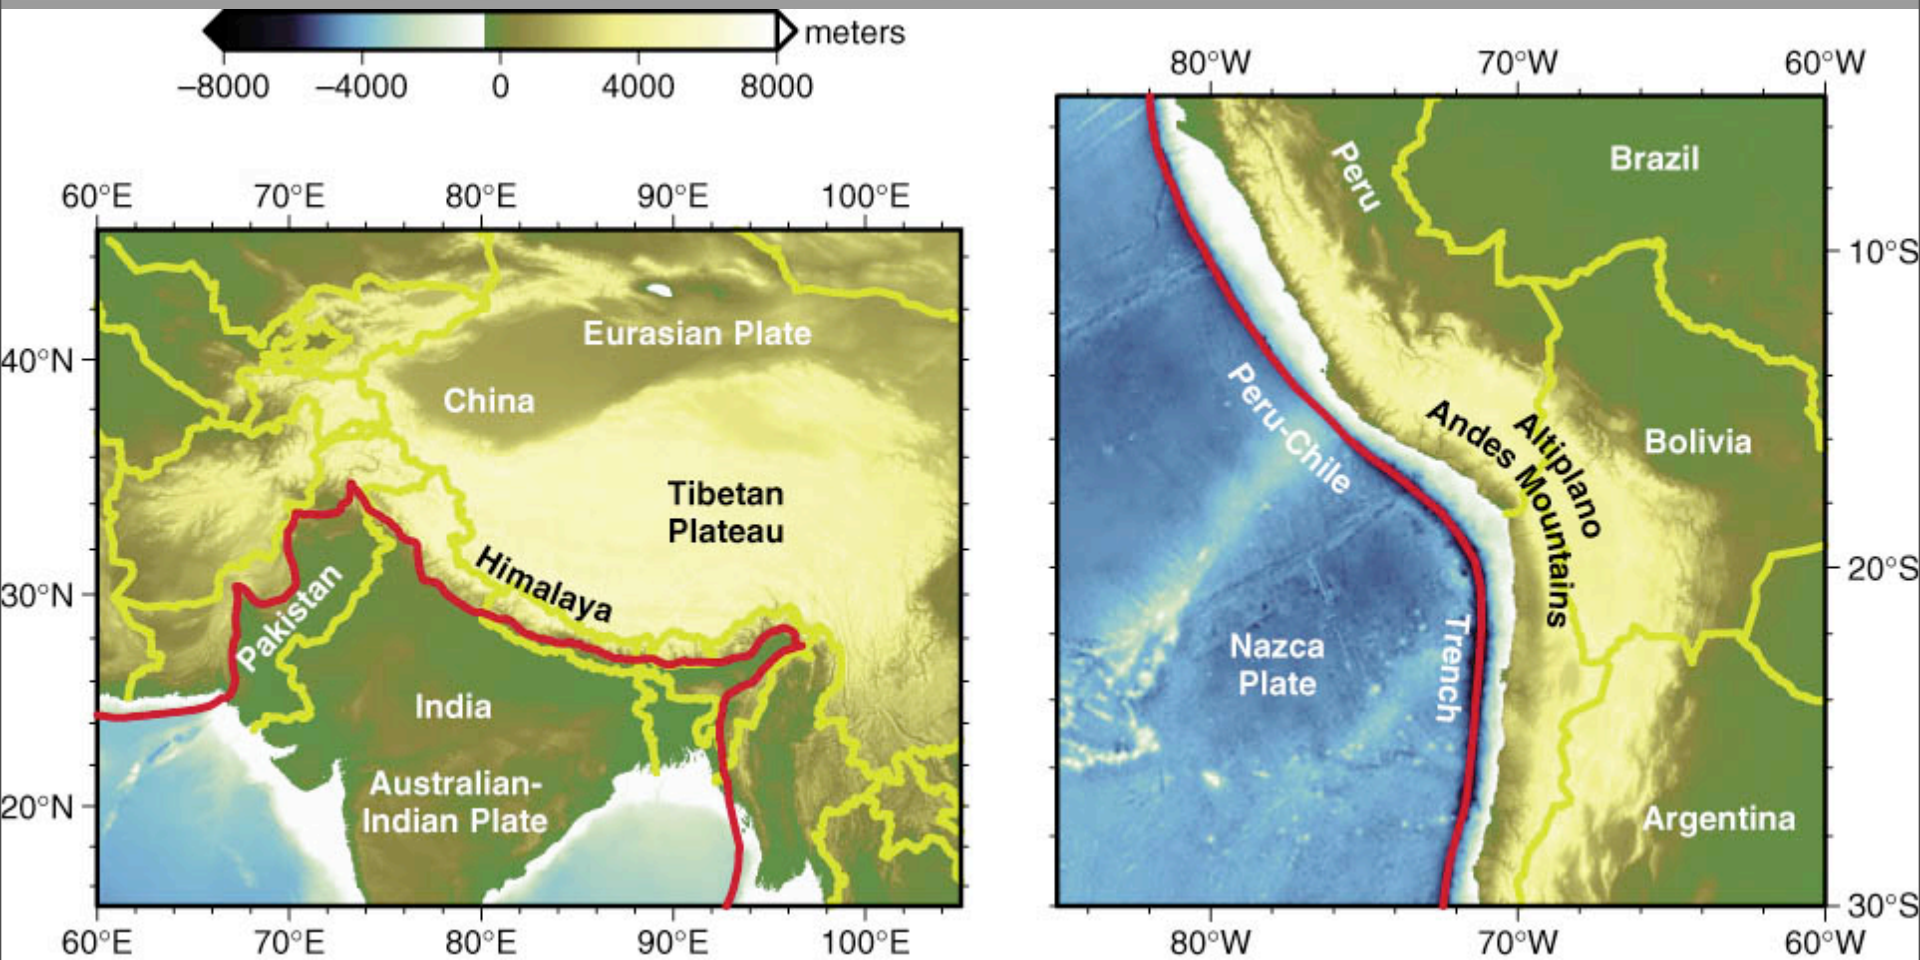 meters
–8000 –4000 0 4000 8000
60°E 70°E 80°E 90°E 100°E
40°N
30°N
20°N
Eurasian Plate
China
Tibetan
Plateau
Himalaya
Pakistan
India
Australian-
Indian Plate
60°E 70°E 80°E 90°E 100°E
80°W 70°W 60°W
10°S
20°S
30°S
Peru
Brazil
Peru-Chile
Trench
Andes Mountains
Altiplano
Bolivia
Nazca
Plate
Argentina
80°W 70°W 60°W